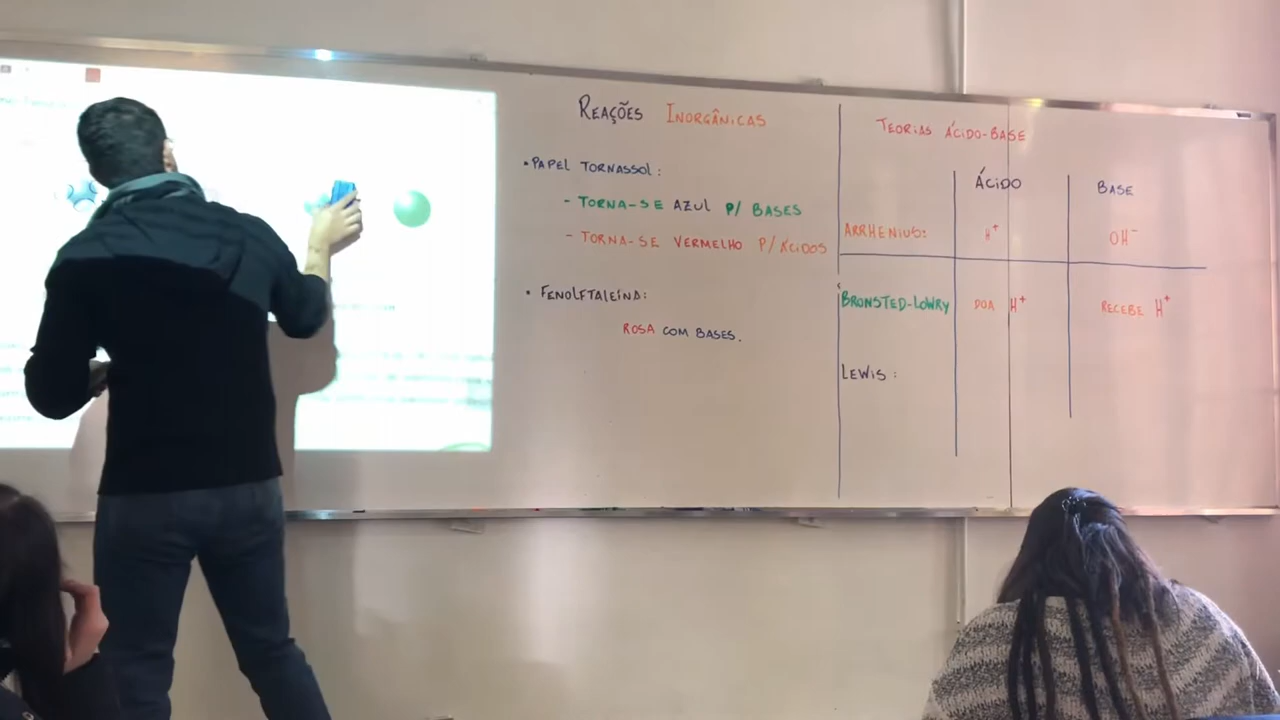 REAÇÕES INORGÂNICAS
• PAPEL TORNASSOL:
- TORNA-SE AZUL P/ BASES
- TORNA-SE VERMELHO P/ ÁCIDOS
• FENOLFTALEÍNA:
ROSA COM BASES.
TEORIAS ÁCIDO-BASE
ÁCIDO BASE
ARRHENIUS: H⁺ OH⁻
BRONSTED-LOWRY DOA H⁺ RECEBE H⁺
LEWIS: